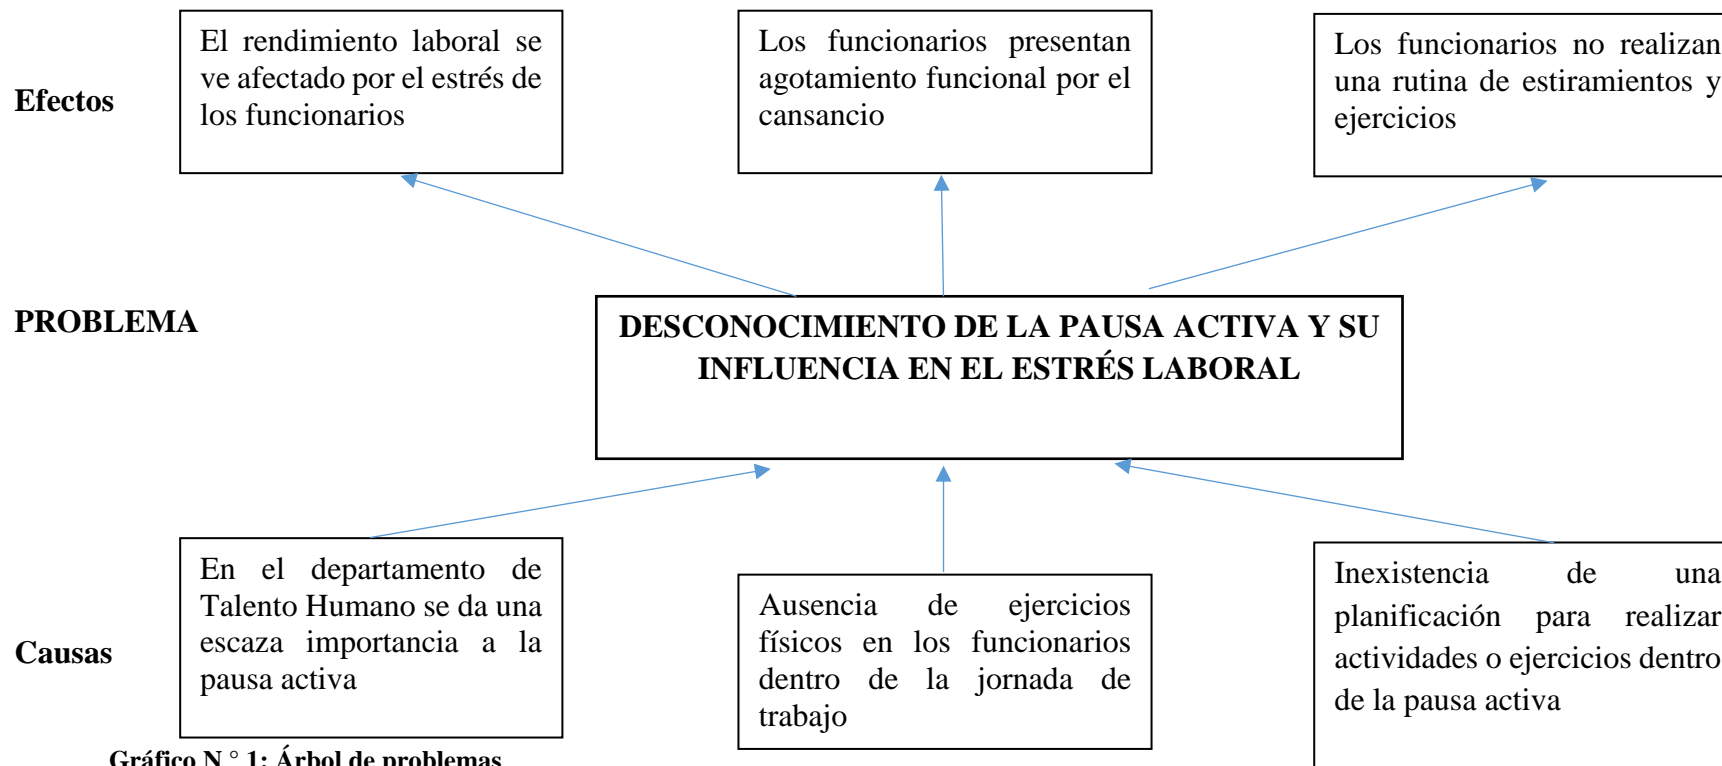 El rendimiento laboral se
ve afectado por el estrés de
los funcionarios
Los funcionarios presentan
agotamiento funcional por el
cansancio
Los funcionarios no realizan
una rutina de estiramientos y
ejercicios
Efectos
PROBLEMA
DESCONOCIMIENTO DE LA PAUSA ACTIVA Y SU
INFLUENCIA EN EL ESTRÉS LABORAL
En el departamento de
Talento Humano se da una
escaza importancia a la
pausa activa
Ausencia de ejercicios
físicos en los funcionarios
dentro de la jornada de
trabajo
Inexistencia de una
planificación para realizar
actividades o ejercicios dentro
de la pausa activa
Causas
Gráfico N ° 1: Árbol de problemas